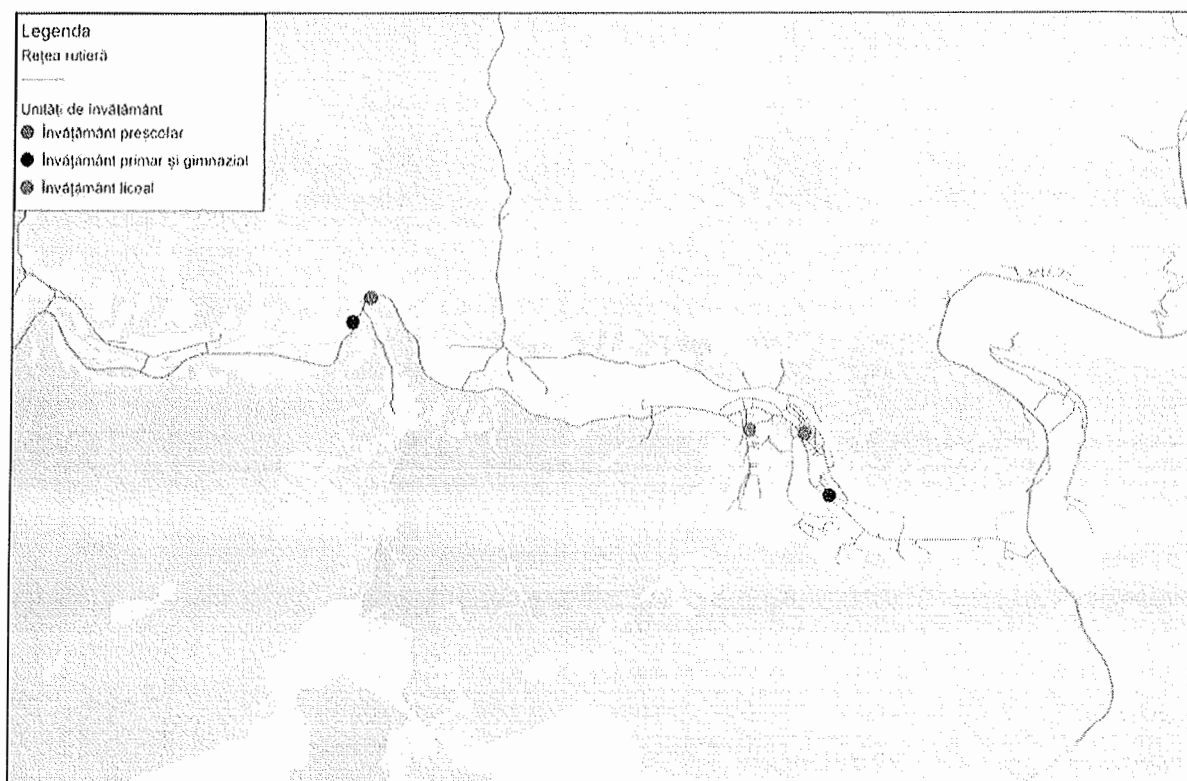 Legenda
Rețea rutieră
Unități de învățământ
Învățământ preșcolar
Învățământ primar și gimnazial
Învățământ liceal